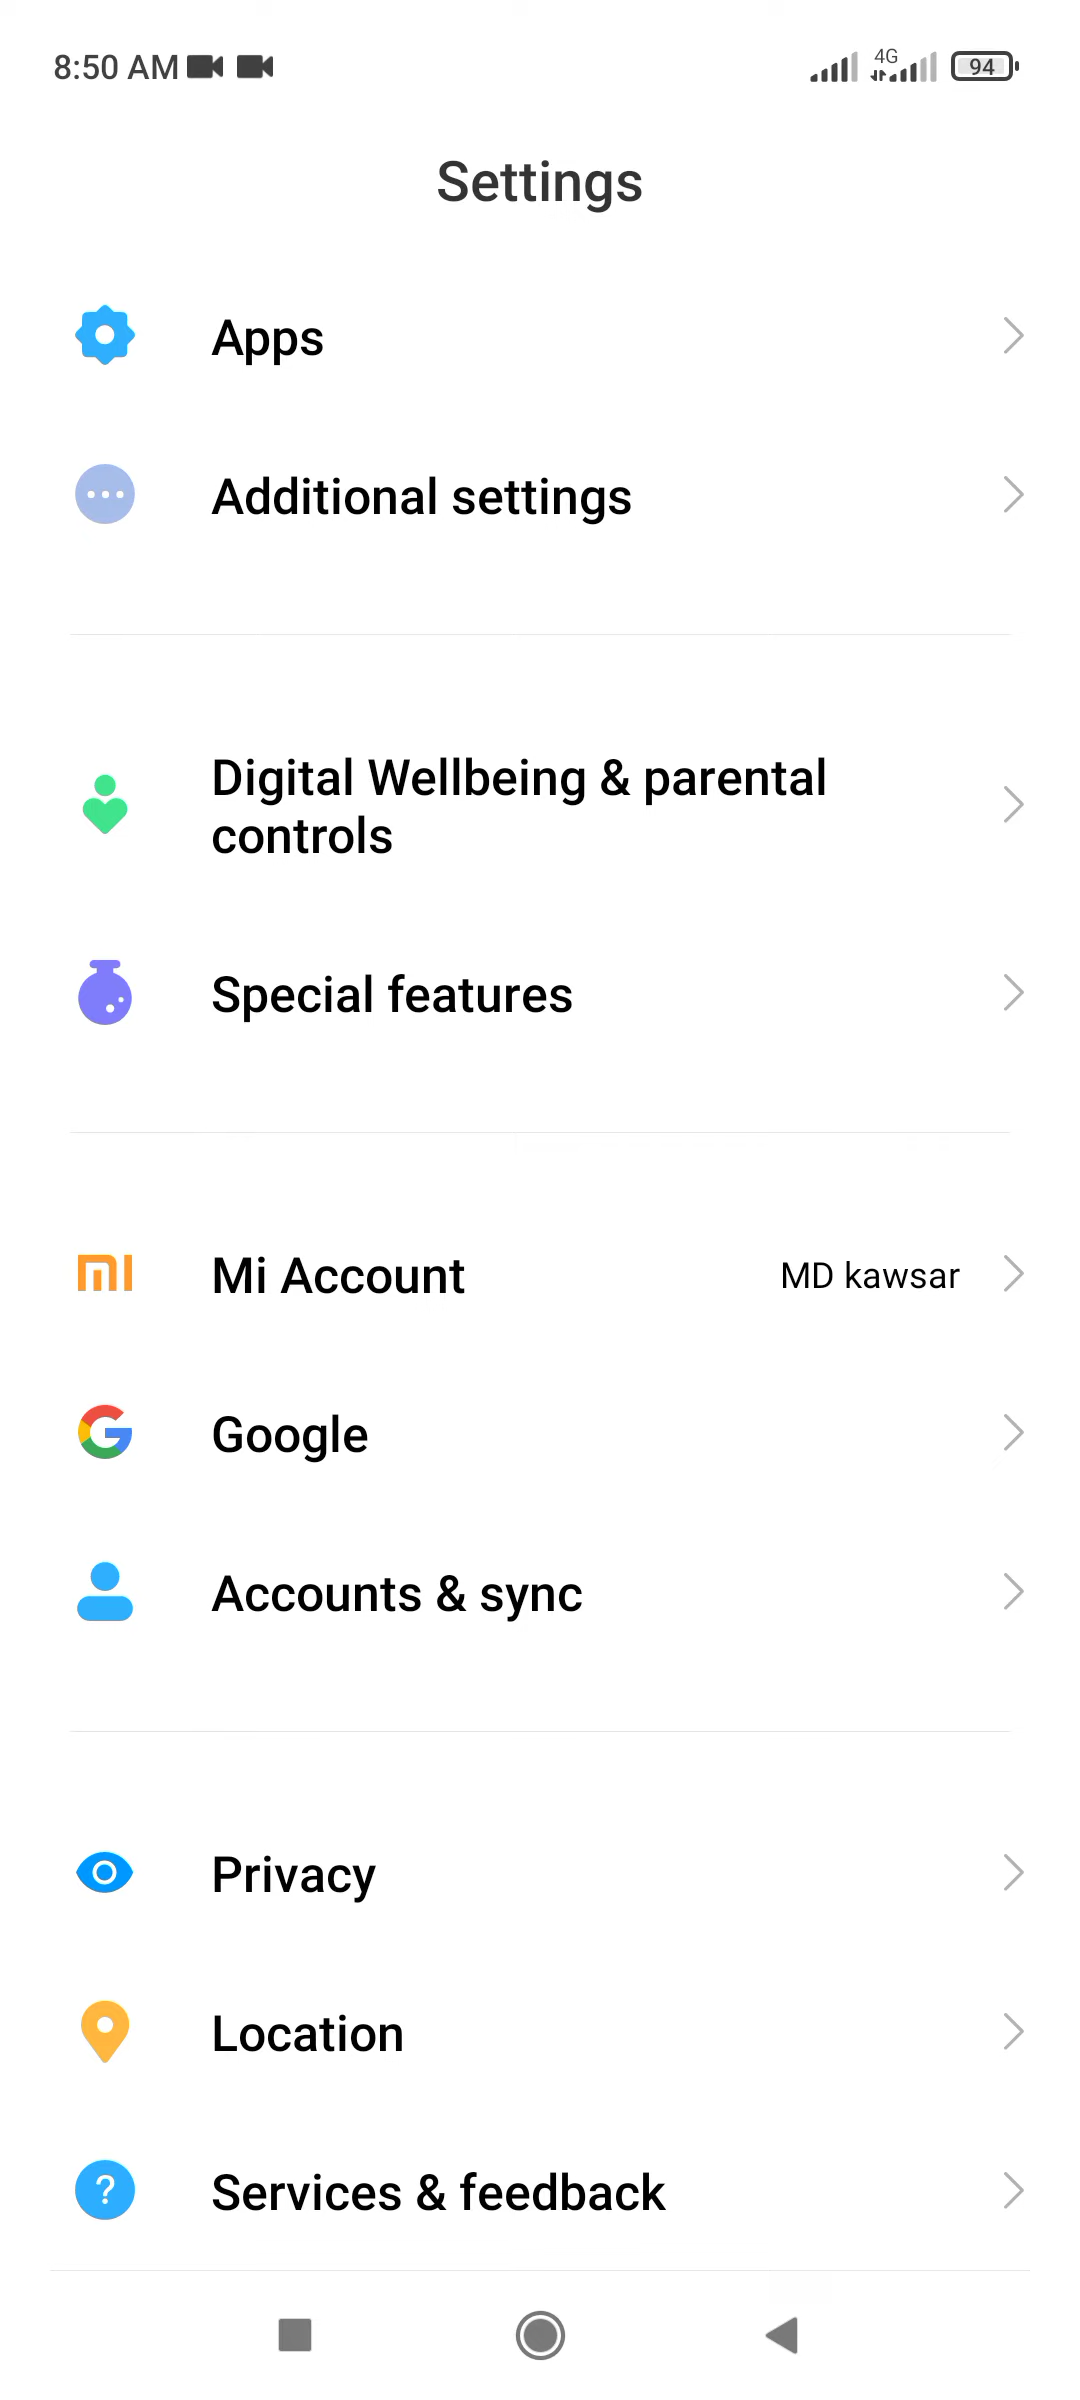 8:50 AM 4G 94
Settings
Apps
Additional settings
Digital Wellbeing & parental
controls
Special features
Mi Account MD kawsar
Google
Accounts & sync
Privacy
Location
Services & feedback